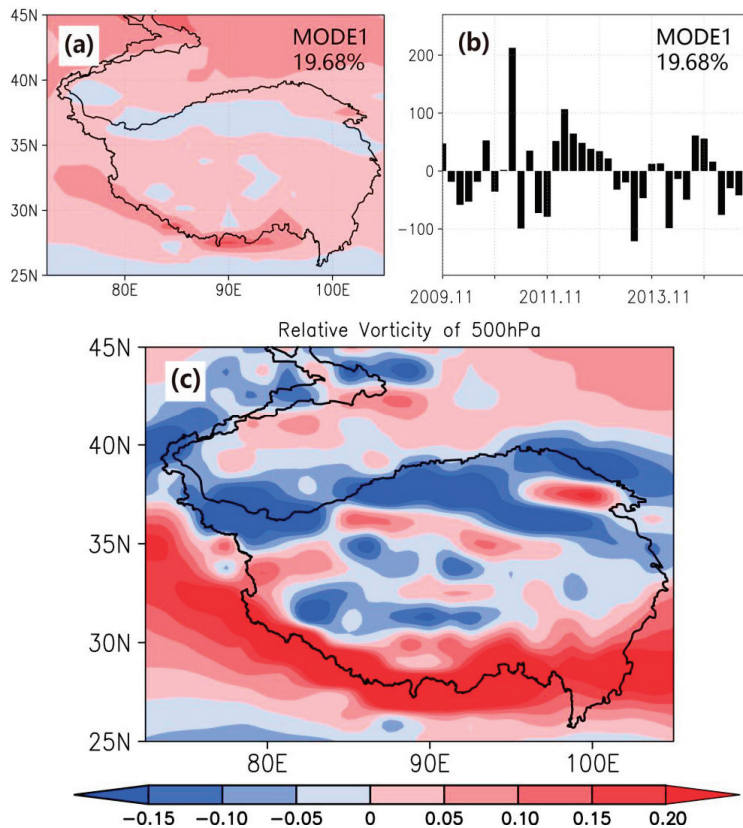 (a)
MODE1
19.68%
45N
40N
35N
30N
25N
80E
90E
100E
(b)
MODE1
19.68%
200
100
0
-100
2009.11
2011.11
2013.11
Relative Vorticity of 500hPa
(c)
45N
40N
35N
30N
25N
80E
90E
100E
-0.15
-0.10
-0.05
0
0.05
0.10
0.15
0.20